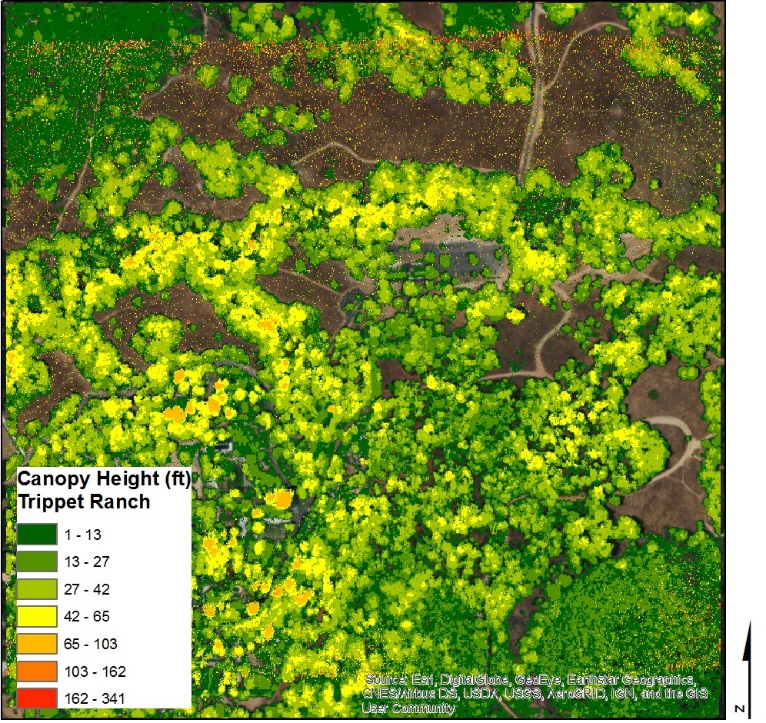 Canopy Height (ft)
Trippet Ranch
1 - 13
13 - 27
27 - 42
42 - 65
65 - 103
103 - 162
162 - 341
Source: Esri, DigitalGlobe, GeoEye, Earthstar Geographics,
CNES/Airbus DS, USDA, USGS, AeroGRID, IGN, and the GIS
User Community
N